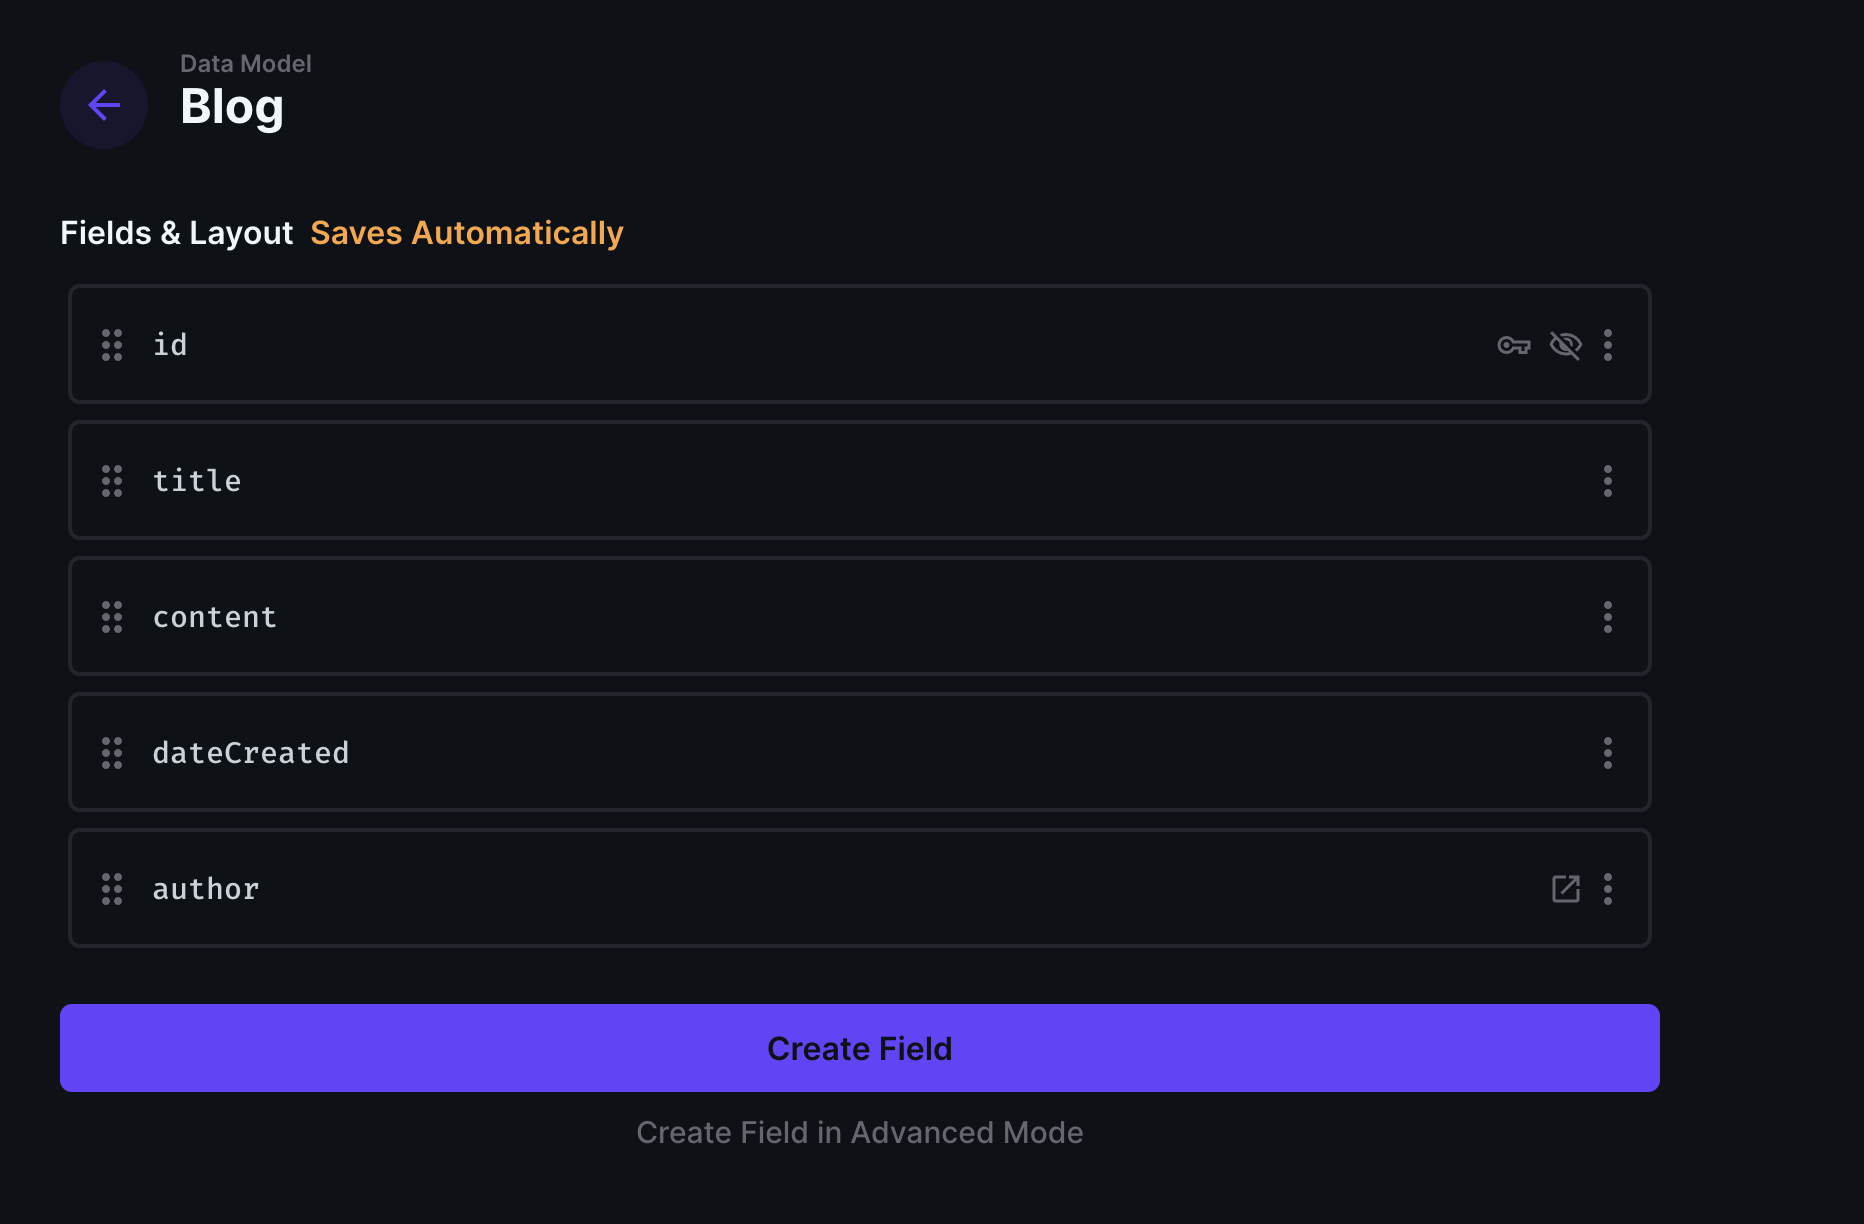 Data Model
Blog
Fields & Layout Saves Automatically
id
title
content
dateCreated
author
Create Field
Create Field in Advanced Mode